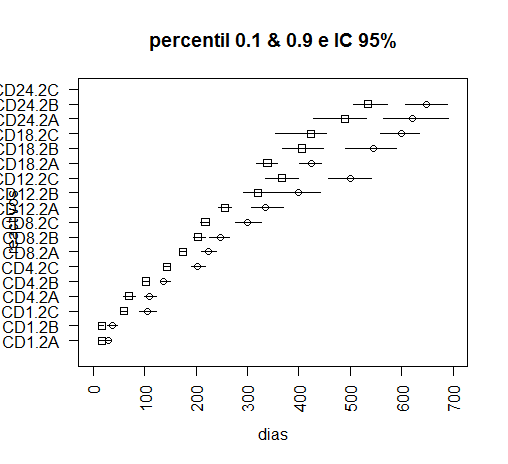 percentil 0.1 & 0.9 e IC 95%
CD24.2C
CD24.2B
CD24.2A
CD18.2C
CD18.2B
CD18.2A
CD12.2C
CD12.2B
CD12.2A
CD8.2C
CD8.2B
CD8.2A
CD4.2C
CD4.2B
CD4.2A
CD1.2C
CD1.2B
CD1.2A
0 100 200 300 400 500 600 700
dias